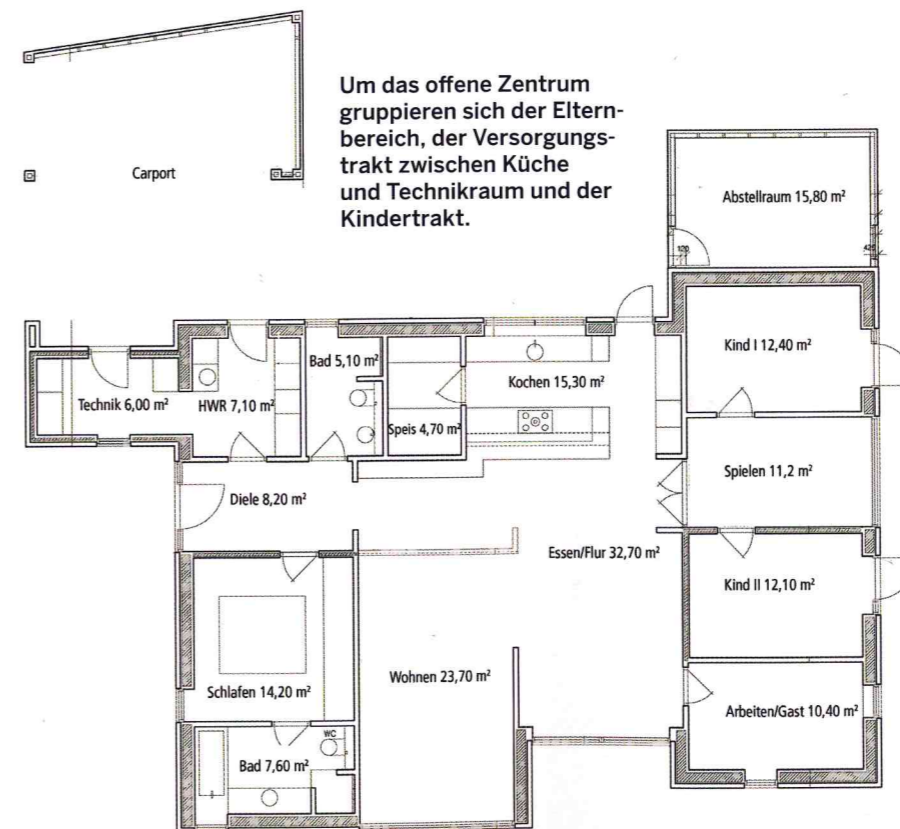 Um das offene Zentrum
gruppieren sich der Eltern-
bereich, der Versorgungs-
trakt zwischen Küche
und Technikraum und der
Kindertrakt.
Carport
Abstellraum 15,80 m²
Kind I 12,40 m²
Bad 5,10 m²
Kochen 15,30 m²
Technik 6,00 m²
HWR 7,10 m²
Speis 4,70 m²
Spielen 11,2 m²
Diele 8,20 m²
Essen/Flur 32,70 m²
Kind II 12,10 m²
Wohnen 23,70 m²
Schlafen 14,20 m²
Arbeiten/Gast 10,40 m²
WC
Bad 7,60 m²